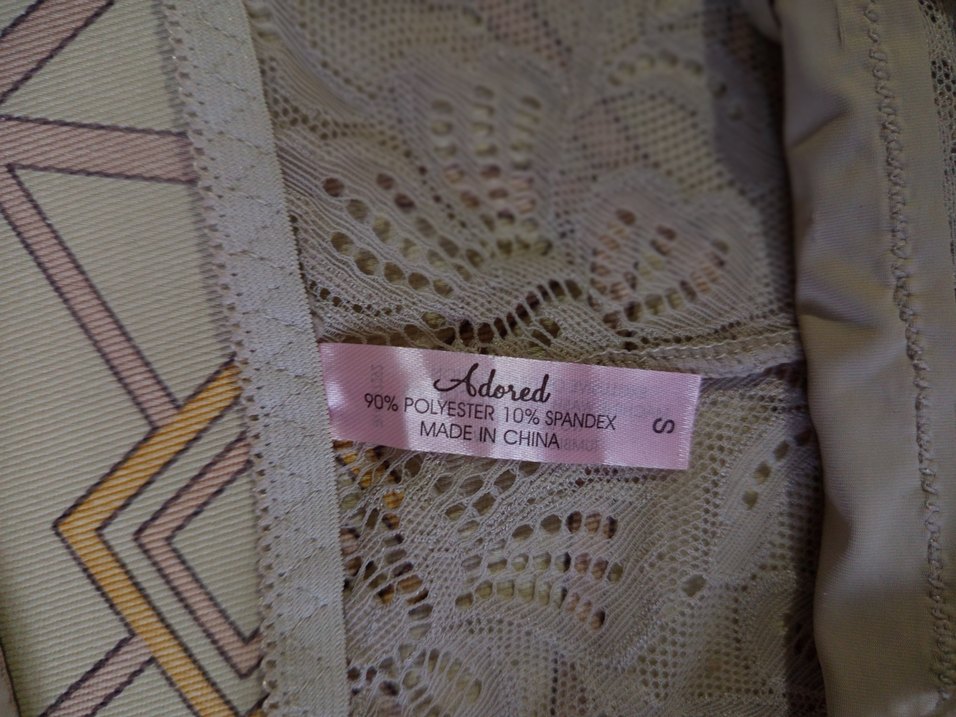 Adored
90% POLYESTER 10% SPANDEX
MADE IN CHINA
S